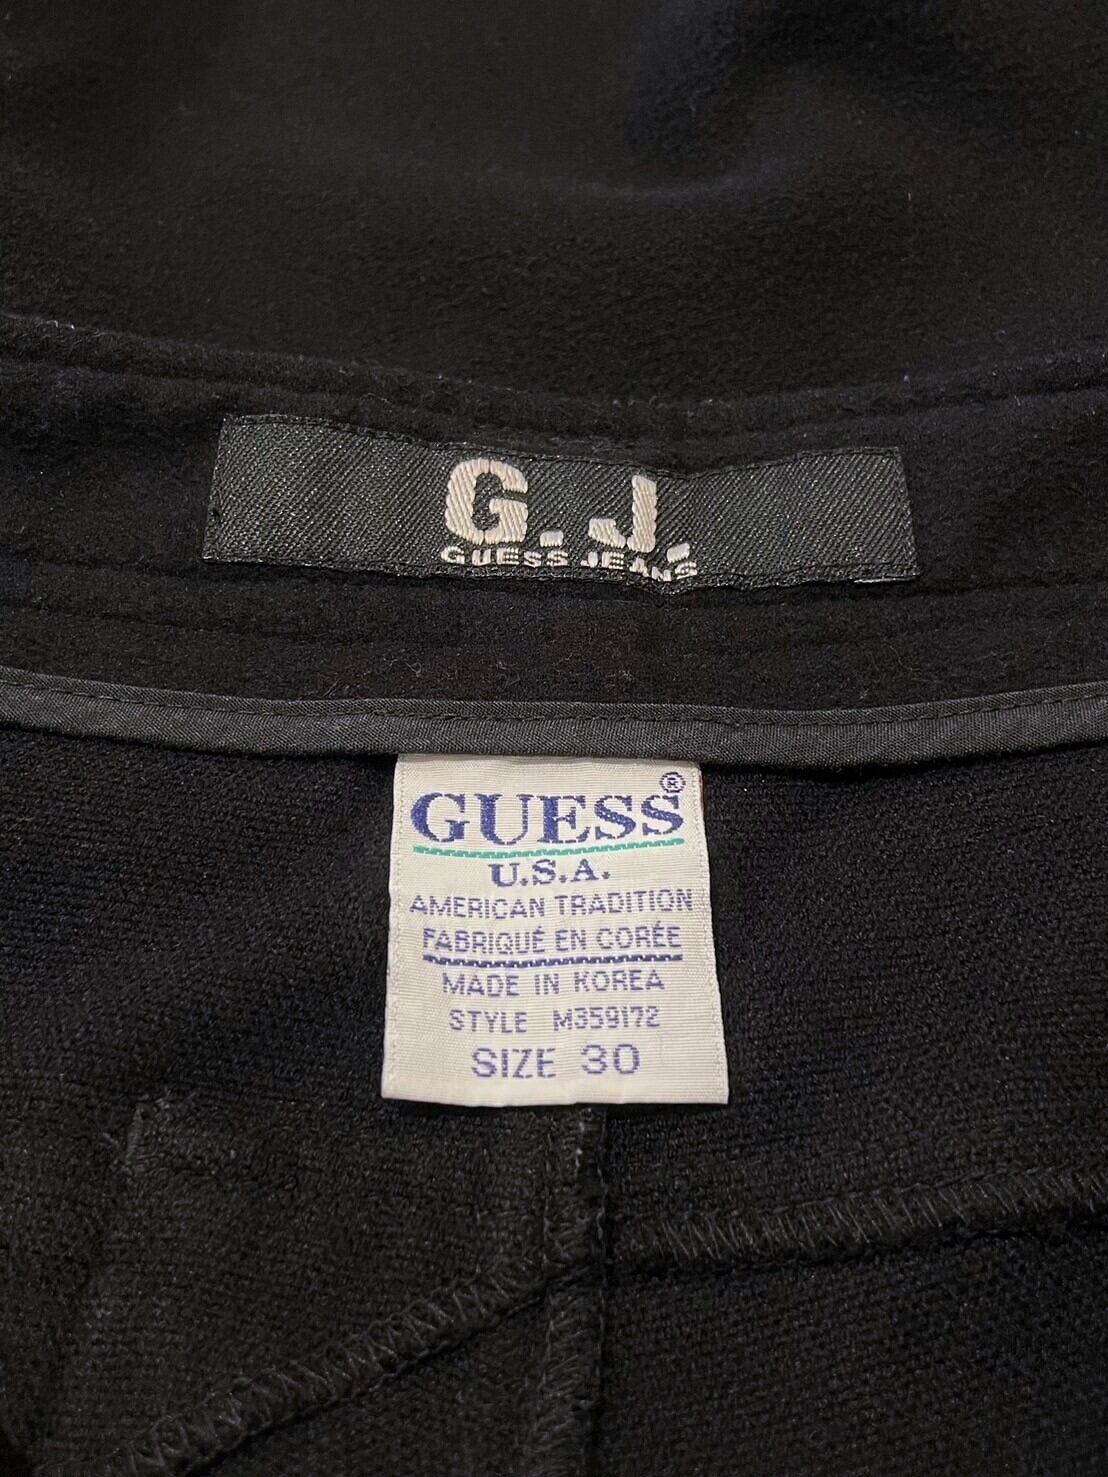 G.J.
GUESS JEANS
GUESS®
U.S.A.
AMERICAN TRADITION
FABRIQUÉ EN CORÉE
MADE IN KOREA
STYLE M359172
SIZE 30